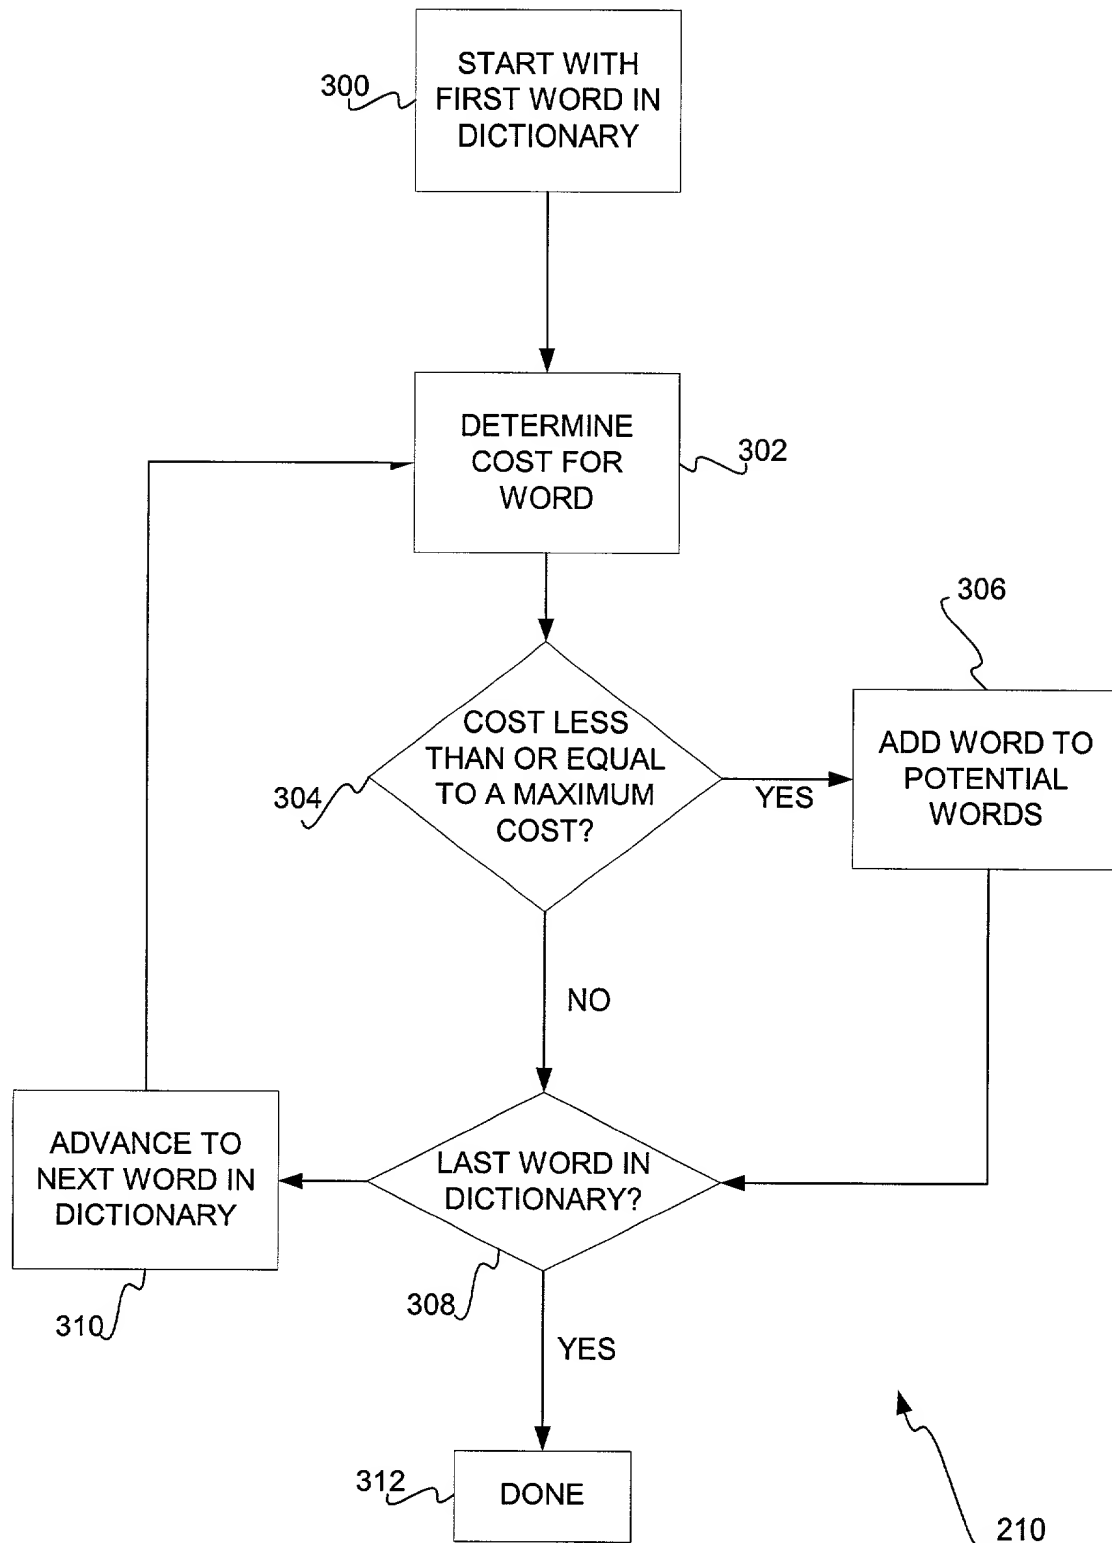 300
START WITH
FIRST WORD IN
DICTIONARY
DETERMINE
COST FOR
WORD
302
306
304
COST LESS
THAN OR EQUAL
TO A MAXIMUM
COST?
YES
ADD WORD TO
POTENTIAL
WORDS
NO
ADVANCE TO
NEXT WORD IN
DICTIONARY
LAST WORD IN
DICTIONARY?
308
310
YES
312
DONE
210